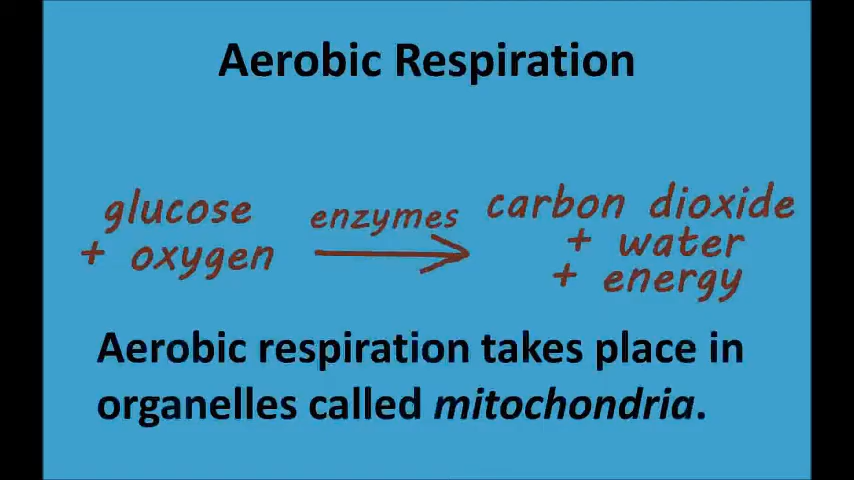 Aerobic Respiration
glucose
+ oxygen
enzymes
carbon dioxide
+ water
+ energy
Aerobic respiration takes place in
organelles called mitochondria.